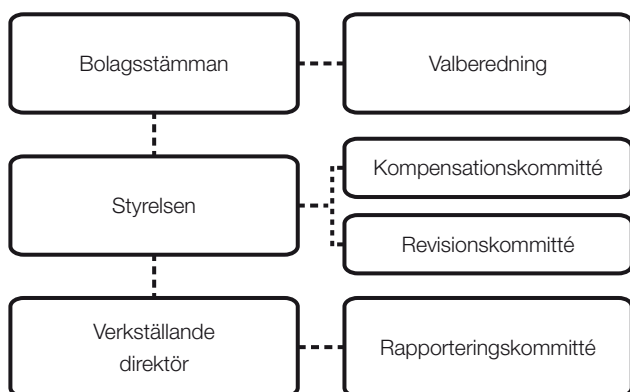 Bolagsstämman
Valberedning
Kompensationskommitté
Styrelsen
Revisionskommitté
Verkställande
direktör
Rapporteringskommitté